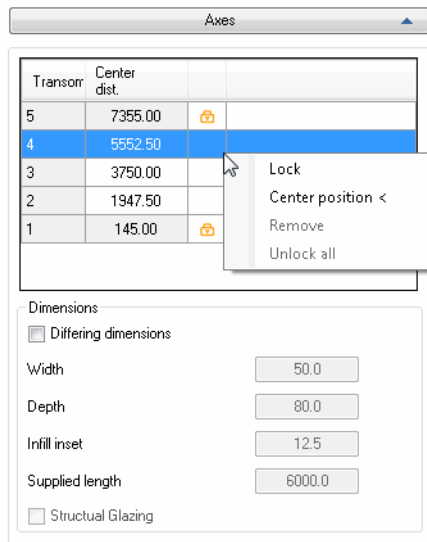 Axes
Transom Center dist.
5 7355.00
4 5552.50
3 3750.00
2 1947.50
1 145.00
Lock
Center position <
Remove
Unlock all
Dimensions
Differing dimensions
Width 50.0
Depth 80.0
Infill inset 12.5
Supplied length 6000.0
Structual Glazing